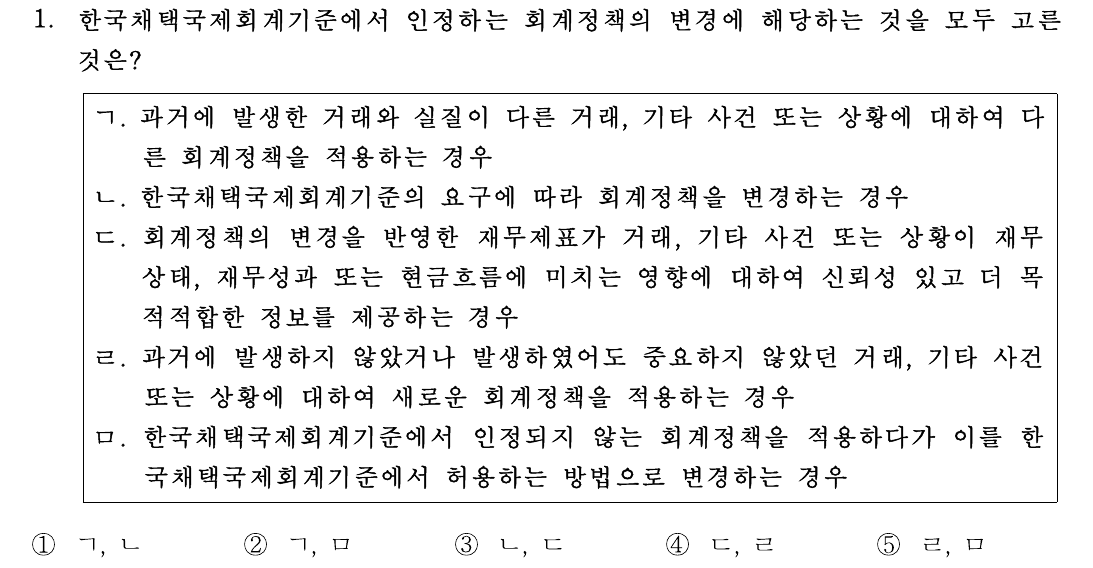 1. 한국채택국제회계기준에서 인정하는 회계정책의 변경에 해당하는 것을 모두 고른
것은?
ㄱ. 과거에 발생한 거래와 실질이 다른 거래, 기타 사건 또는 상황에 대하여 다
른 회계정책을 적용하는 경우
ㄴ. 한국채택국제회계기준의 요구에 따라 회계정책을 변경하는 경우
ㄷ. 회계정책의 변경을 반영한 재무제표가 거래, 기타 사건 또는 상황이 재무
상태, 재무성과 또는 현금흐름에 미치는 영향에 대하여 신뢰성 있고 더 목
적적합한 정보를 제공하는 경우
ㄹ. 과거에 발생하지 않았거나 발생하였어도 중요하지 않았던 거래, 기타 사건
또는 상황에 대하여 새로운 회계정책을 적용하는 경우
ㅁ. 한국채택국제회계기준에서 인정되지 않는 회계정책을 적용하다가 이를 한
국채택국제회계기준에서 허용하는 방법으로 변경하는 경우
① ㄱ, ㄴ ② ㄱ, ㅁ ③ ㄴ, ㄷ ④ ㄷ, ㄹ ⑤ ㄹ, ㅁ